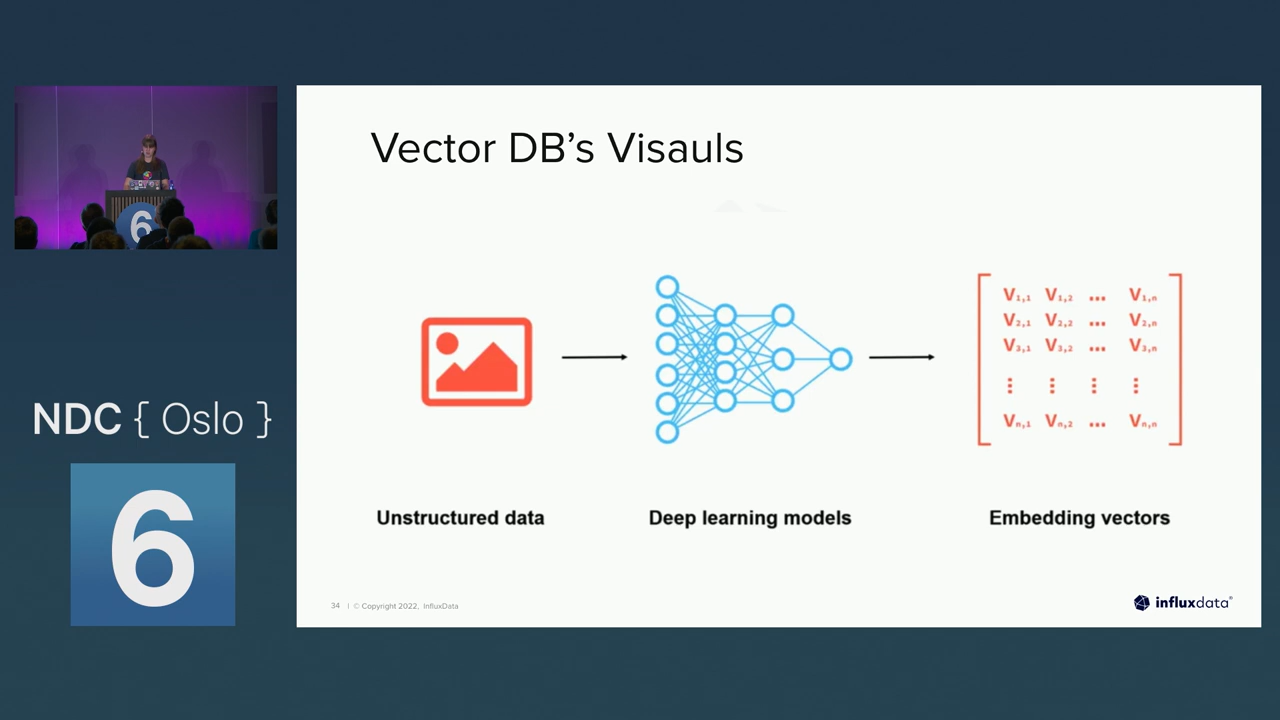 Vector DB's Visauls
6
NDC { Oslo }
6
V1,1 V1,2 ... V1,n
V2,1 V2,2 ... V2,n
V3,1 V3,2 ... V3,n
⋮ ⋮ ⋮ ⋮
Vn,1 Vn,2 ... Vn,n
Unstructured data
Deep learning models
Embedding vectors
34 | © Copyright 2022, InfluxData
influxdata®